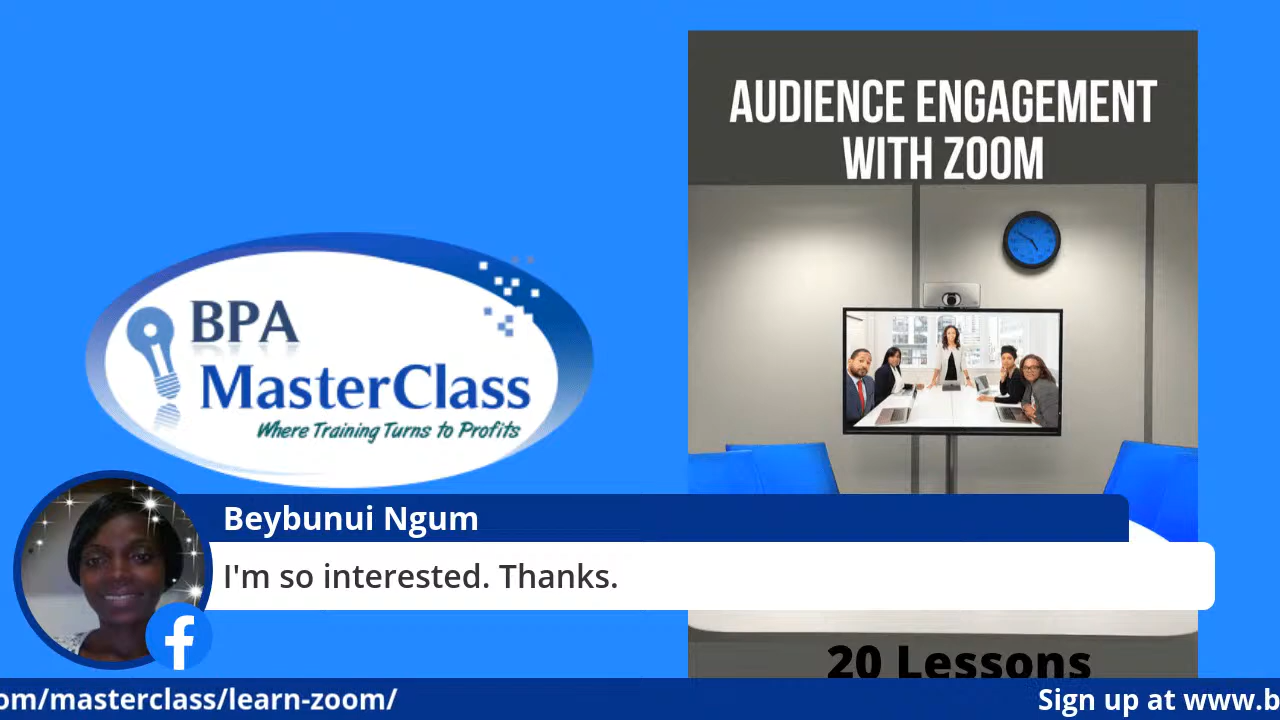 AUDIENCE ENGAGEMENT
WITH ZOOM
BPA
MasterClass
Where Training Turns to Profits
Beybunui Ngum
I'm so interested. Thanks.
20 Lessons
om/masterclass/learn-zoom/
Sign up at www.b